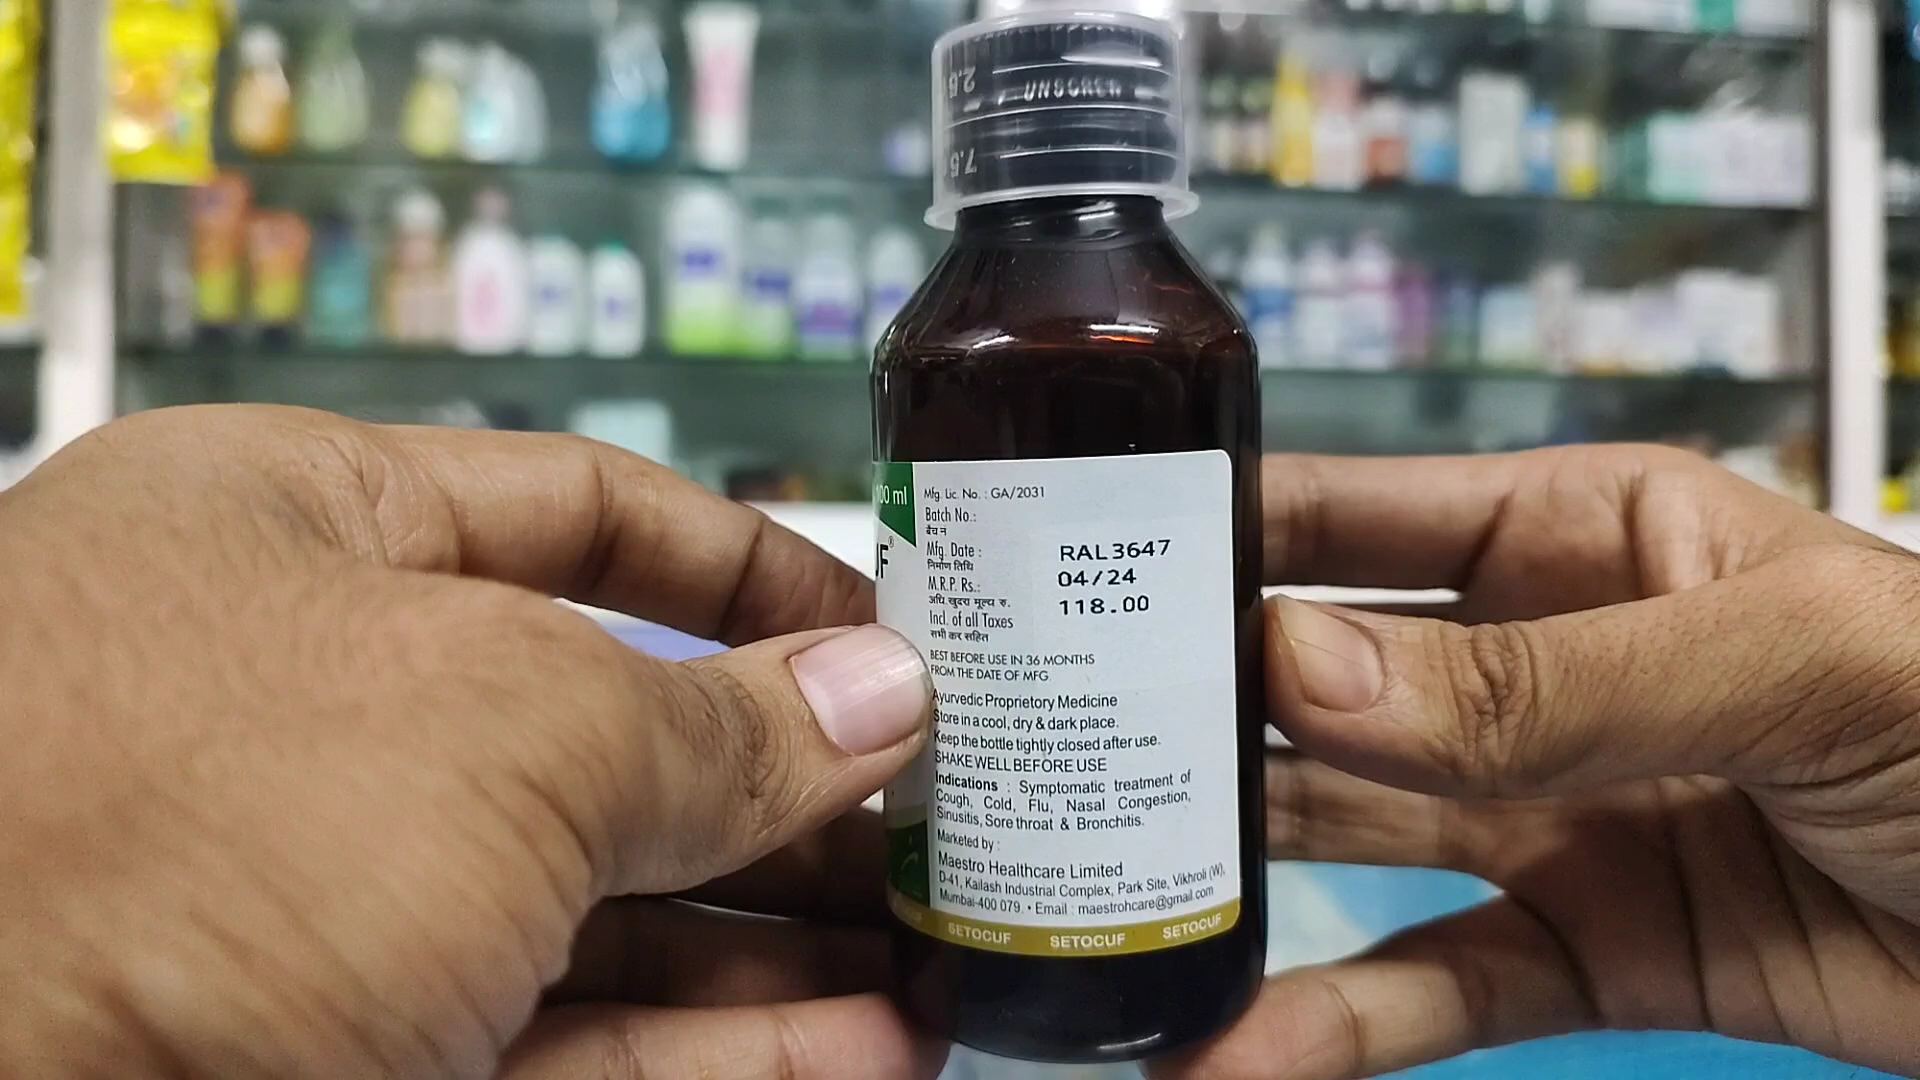 2.5
UNSCREW
7.5
100 ml
UF®
Mfg. Lic. No. : GA/2031
Batch No.:
बैच न
RAL3647
Mfg. Date :
04/24
निर्माण तिथि
M.R.P. Rs.:
118.00
अधि.खुदरा मूल्य रु.
Incl. of all Taxes
सभी कर सहित
BEST BEFORE USE IN 36 MONTHS
FROM THE DATE OF MFG.
Ayurvedic Proprietory Medicine
Store in a cool, dry & dark place.
Keep the bottle tightly closed after use.
SHAKE WELL BEFORE USE
Indications : Symptomatic treatment of
Cough, Cold, Flu, Nasal Congestion,
Sinusitis, Sore throat & Bronchitis.
Marketed by :
Maestro Healthcare Limited
D-41, Kailash Industrial Complex, Park Site, Vikhroli (W),
Mumbai-400 079. • Email : maestrohcare@gmail.com
SETOCUF SETOCUF SETOCUF